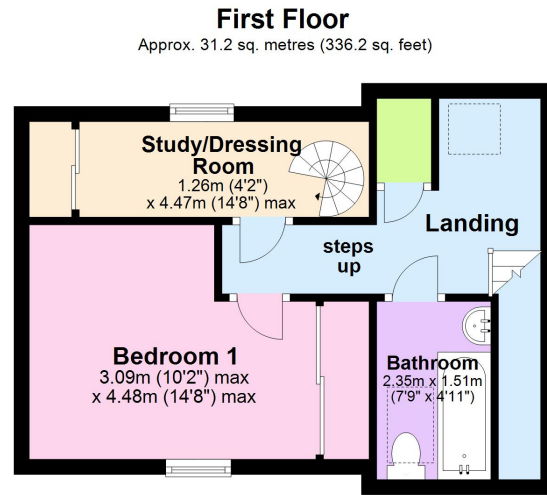 First Floor
Approx. 31.2 sq. metres (336.2 sq. feet)
Study/Dressing
Room
1.26m (4'2")
x 4.47m (14'8") max
Landing
steps
up
Bedroom 1
3.09m (10'2") max
x 4.48m (14'8") max
Bathroom
2.35m x 1.51m
(7'9" x 4'11")